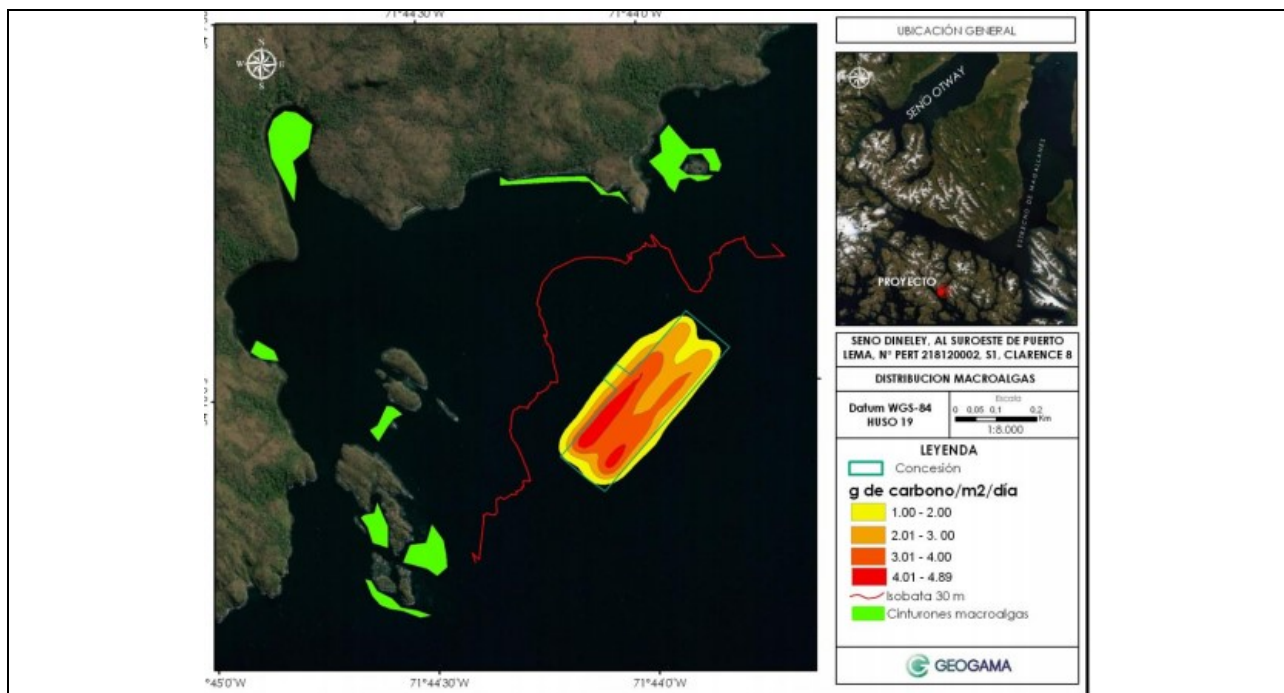 71°44'30"W
71°44'0"W
N
W
E
S
UBICACIÓN GENERAL
SENO OTWAY
ESTRECHO DE MAGALLANES
PROYECTO
SENO DINELEY, AL SUROESTE DE PUERTO
LEMA, N° PERT 218120002, S1, CLARENCE 8
DISTRIBUCION MACROALGAS
Datum WGS-84
HUSO 19
Escala
0 0,05 0,1 0,2
Km
1:8.000
LEYENDA
Concesión
g de carbono/m2/día
1.00 - 2.00
2.01 - 3.00
3.01 - 4.00
4.01 - 4.89
Isobata 30 m
Cinturones macroalgas
GEOGAMA
°45'0"W
71°44'30"W
71°44'0"W